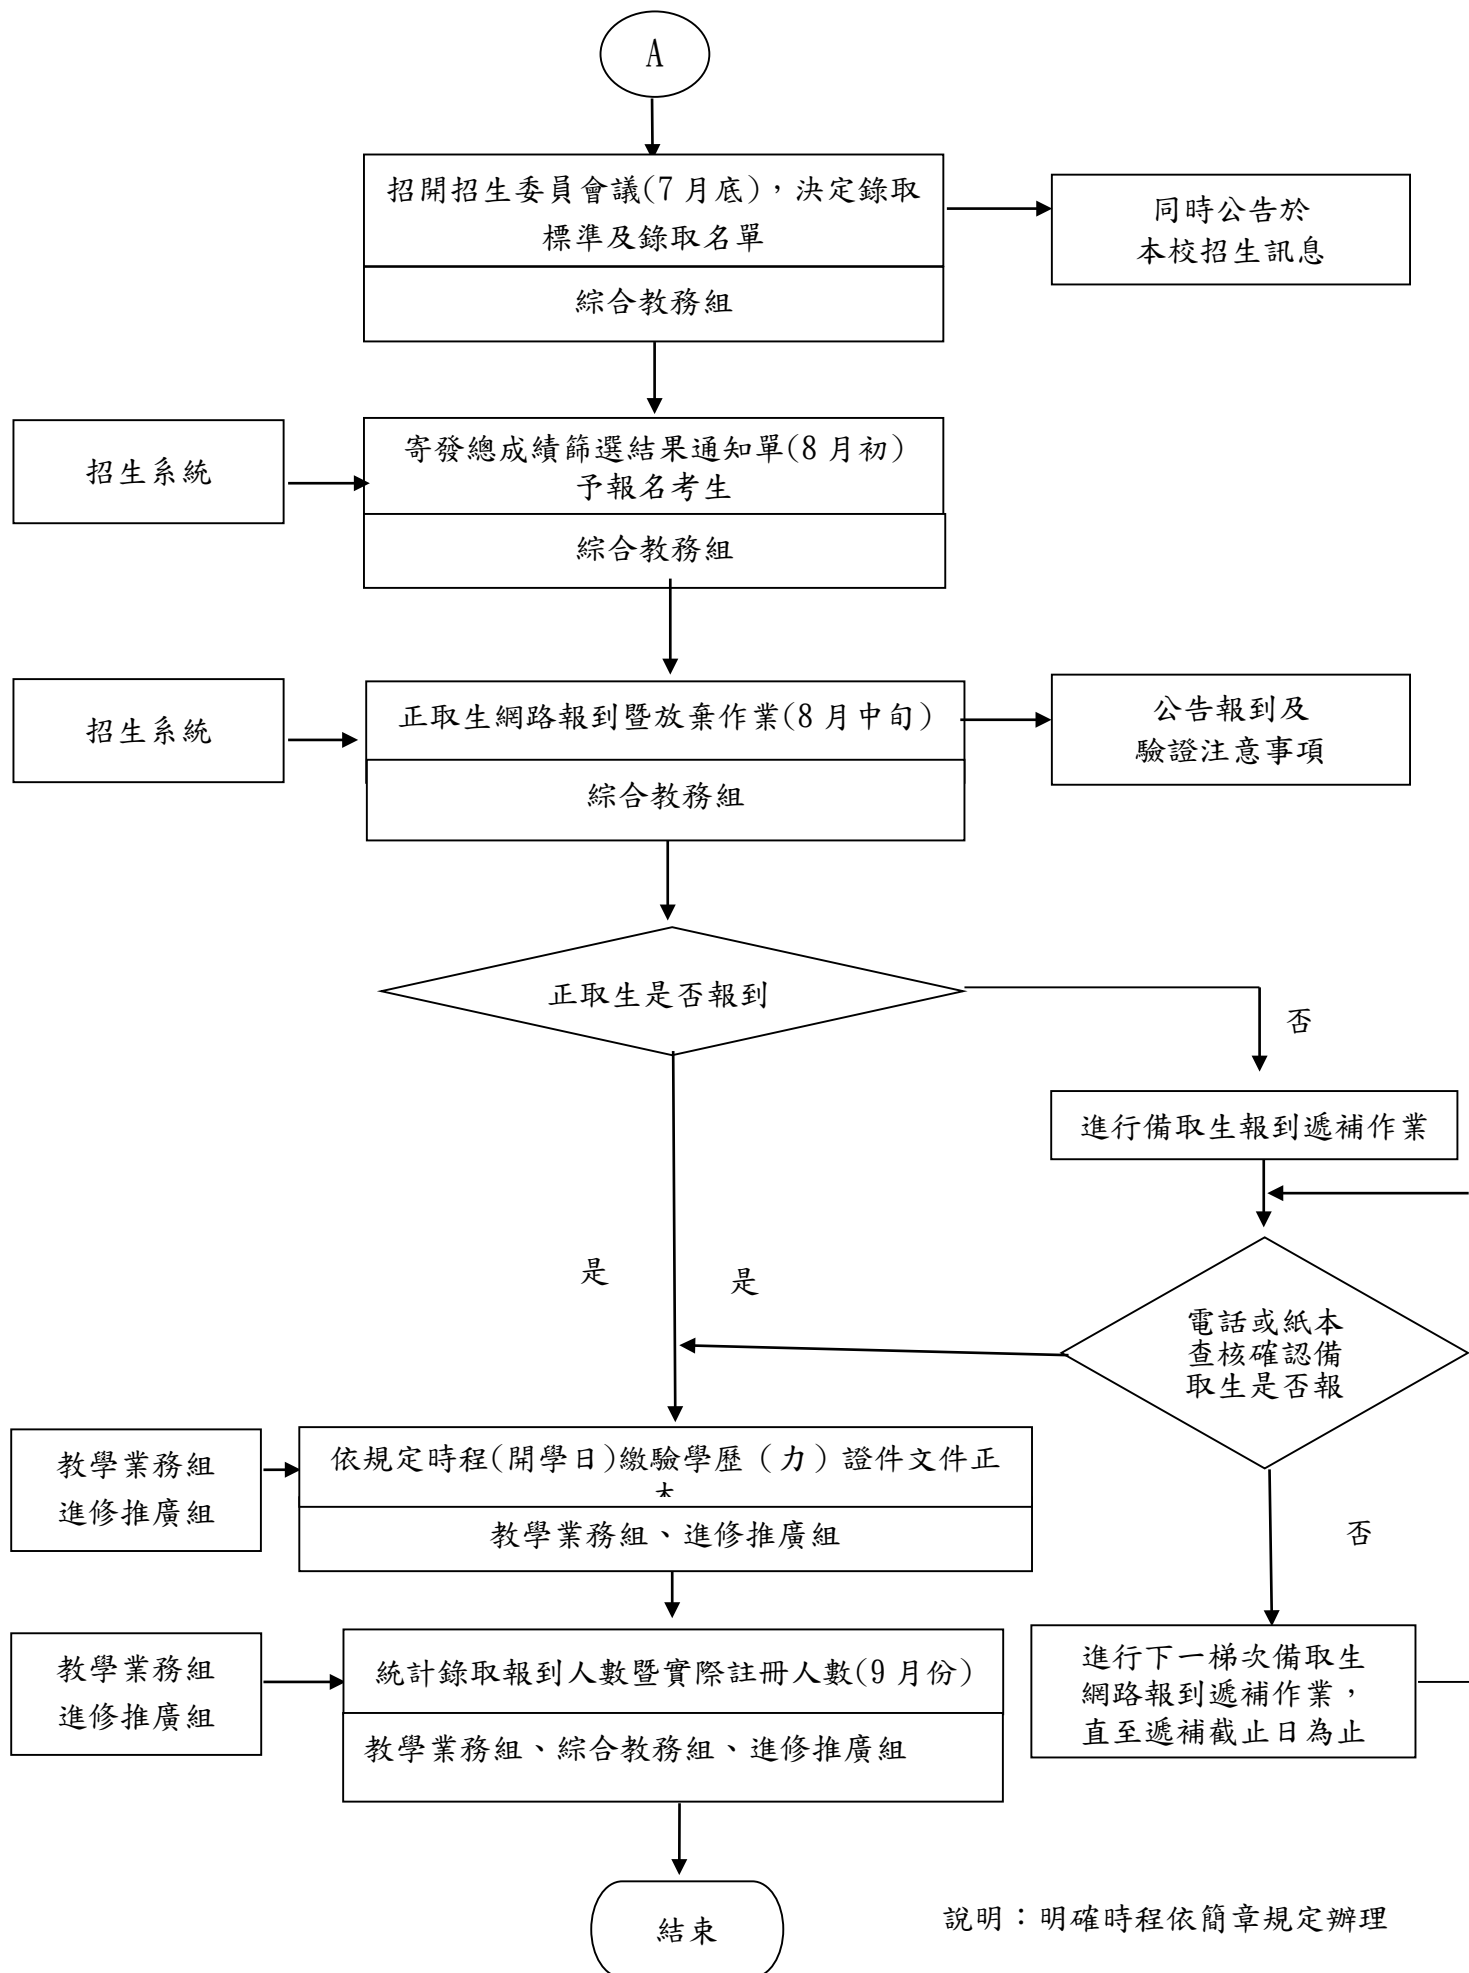 A
招開招生委員會議(7月底)，決定錄取
標準及錄取名單
綜合教務組
同時公告於
本校招生訊息
招生系統
寄發總成績篩選結果通知單(8月初)
予報名考生
綜合教務組
招生系統
正取生網路報到暨放棄作業(8月中旬)
綜合教務組
公告報到及
驗證注意事項
正取生是否報到
否
進行備取生報到遞補作業
是
是
電話或紙本
查核確認備
取生是否報
教學業務組
進修推廣組
依規定時程(開學日)繳驗學歷（力）證件文件正
教學業務組、進修推廣組
否
教學業務組
進修推廣組
統計錄取報到人數暨實際註冊人數(9月份)
教學業務組、綜合教務組、進修推廣組
進行下一梯次備取生
網路報到遞補作業，
直至遞補截止日為止
結束
說明：明確時程依簡章規定辦理